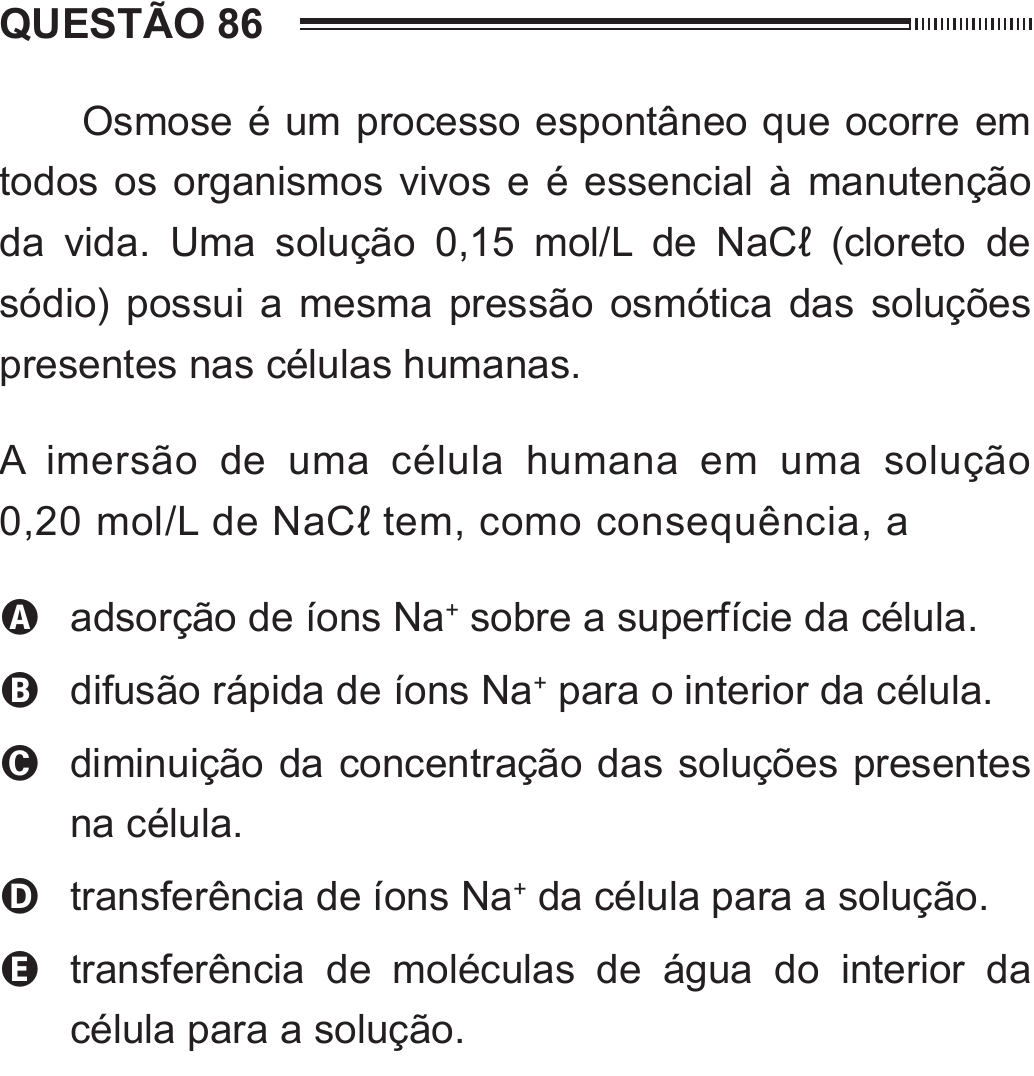 QUESTÃO 86
Osmose é um processo espontâneo que ocorre em
todos os organismos vivos e é essencial à manutenção
da vida. Uma solução 0,15 mol/L de NaCℓ (cloreto de
sódio) possui a mesma pressão osmótica das soluções
presentes nas células humanas.
A imersão de uma célula humana em uma solução
0,20 mol/L de NaCℓ tem, como consequência, a
A adsorção de íons Na⁺ sobre a superfície da célula.
B difusão rápida de íons Na⁺ para o interior da célula.
C diminuição da concentração das soluções presentes
na célula.
D transferência de íons Na⁺ da célula para a solução.
E transferência de moléculas de água do interior da
célula para a solução.